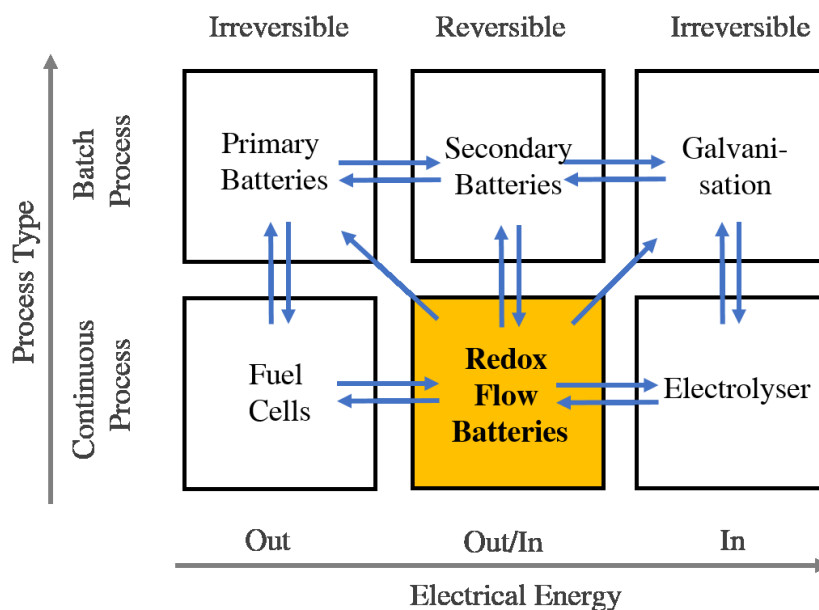 Irreversible
Reversible
Irreversible
Process Type
Batch
Process
Continuous
Process
Primary
Batteries
Secondary
Batteries
Galvani-
sation
Fuel
Cells
Redox
Flow
Batteries
Electrolyser
Out
Out/In
In
Electrical Energy